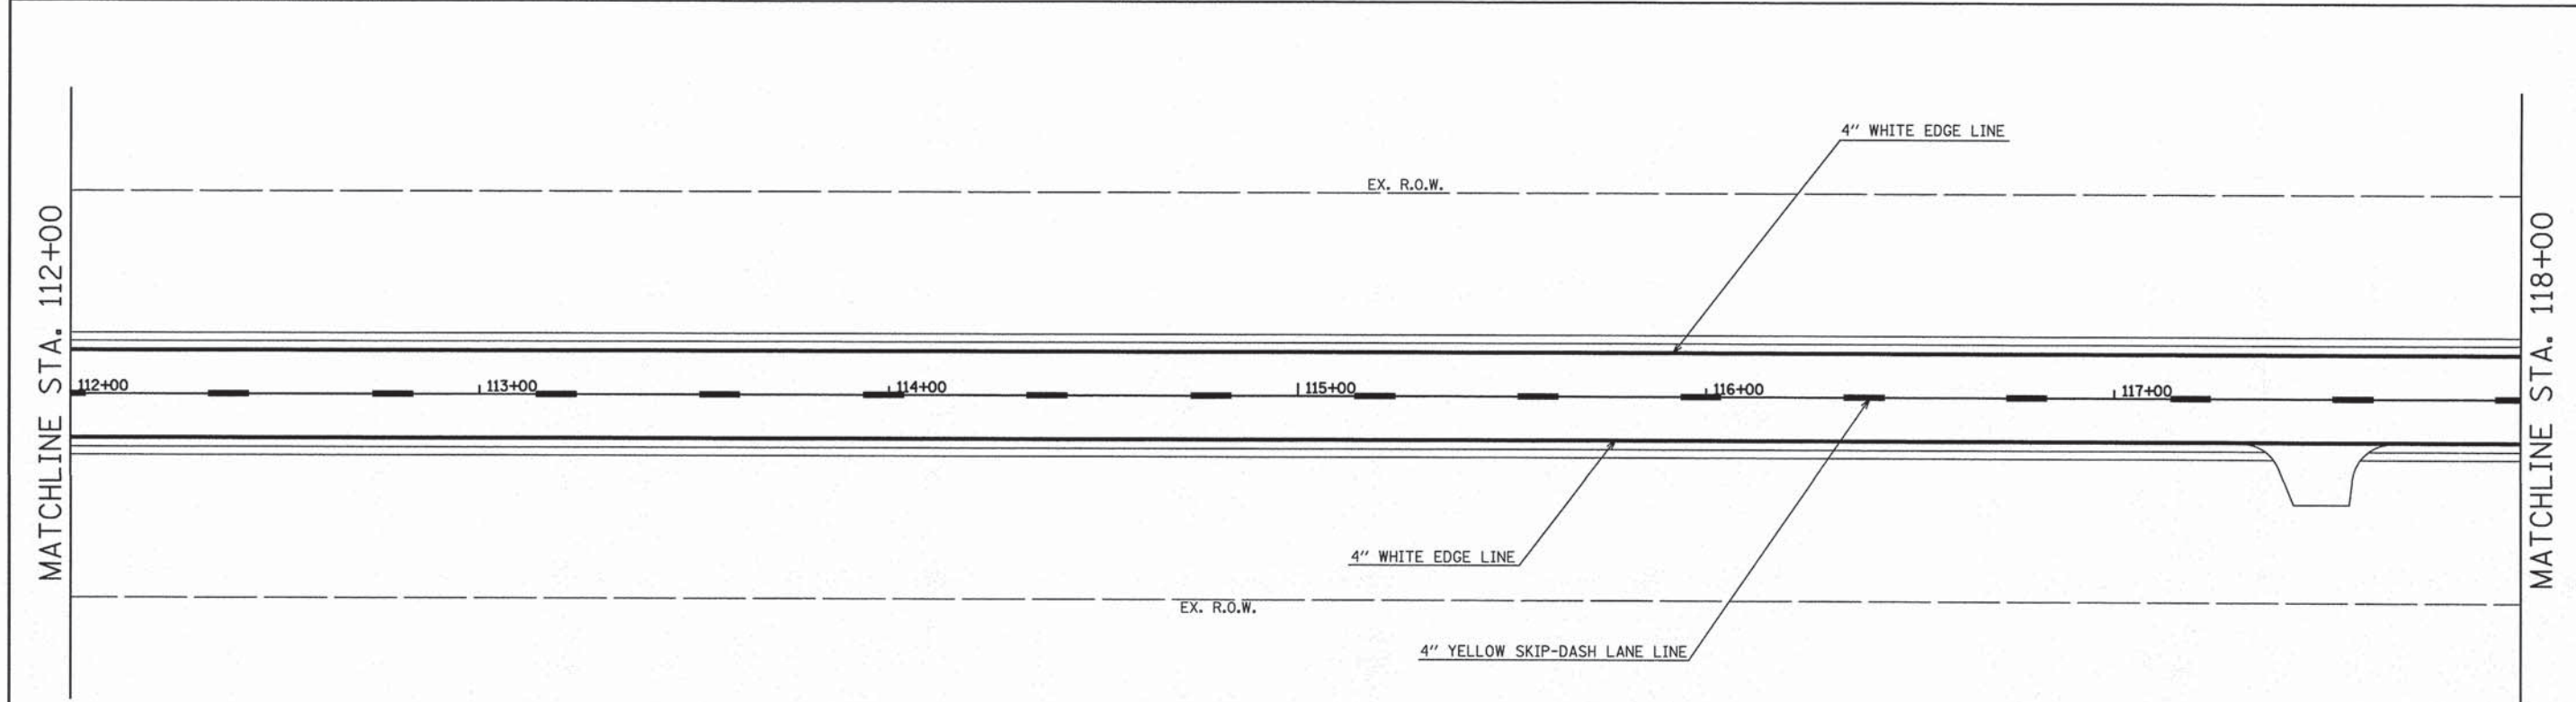 4" WHITE EDGE LINE
EX. R.O.W.
MATCHLINE STA. 112+00
MATCHLINE STA. 118+00
112+00
113+00
114+00
115+00
116+00
117+00
4" WHITE EDGE LINE
EX. R.O.W.
4" YELLOW SKIP-DASH LANE LINE